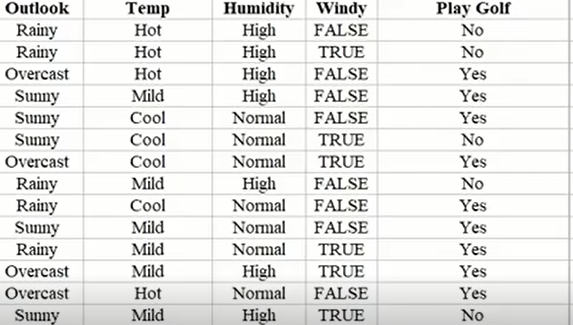 Outlook Temp Humidity Windy Play Golf
Rainy Hot High FALSE No
Rainy Hot High TRUE No
Overcast Hot High FALSE Yes
Sunny Mild High FALSE Yes
Sunny Cool Normal FALSE Yes
Sunny Cool Normal TRUE No
Overcast Cool Normal TRUE Yes
Rainy Mild High FALSE No
Rainy Cool Normal FALSE Yes
Sunny Mild Normal FALSE Yes
Rainy Mild Normal TRUE Yes
Overcast Mild High TRUE Yes
Overcast Hot Normal FALSE Yes
Sunny Mild High TRUE No